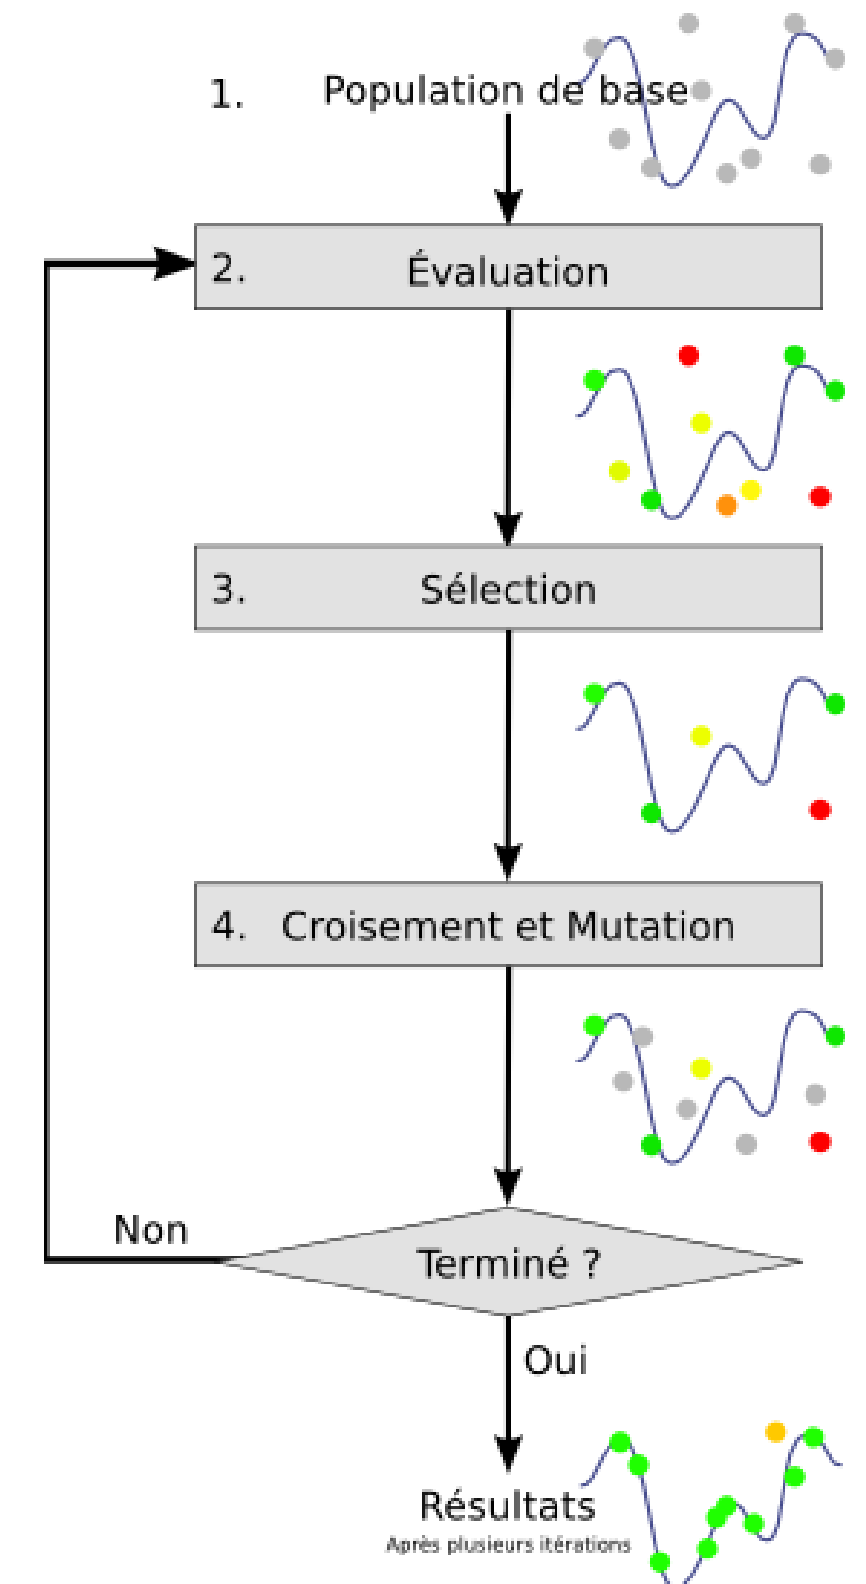 1. Population de base
2. Évaluation
3. Sélection
4. Croisement et Mutation
Non
Terminé ?
Oui
Résultats
Après plusieurs itérations